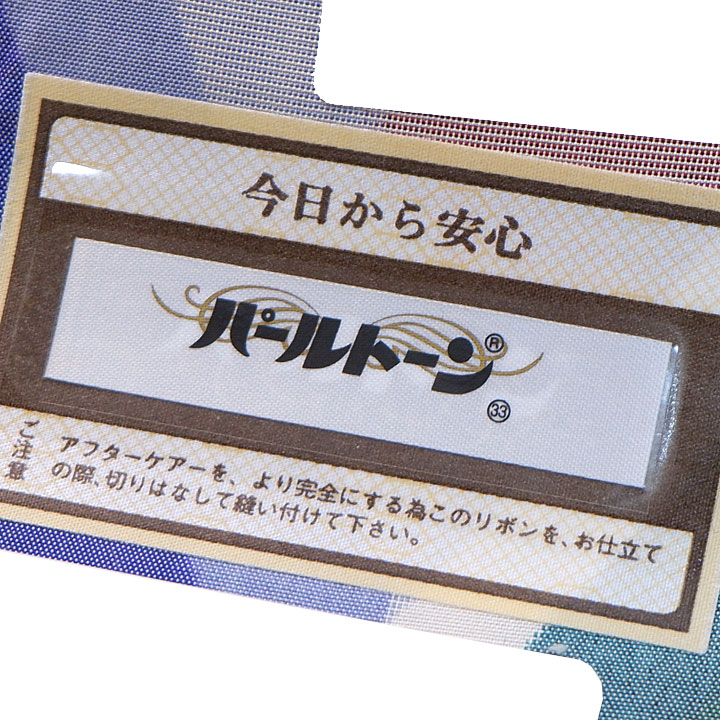 今日から安心
パールトーン®
㉝
ご注意
アフターケアーを、より完全にする為このリボンを、お仕立て
の際、切りはなして縫い付けて下さい。